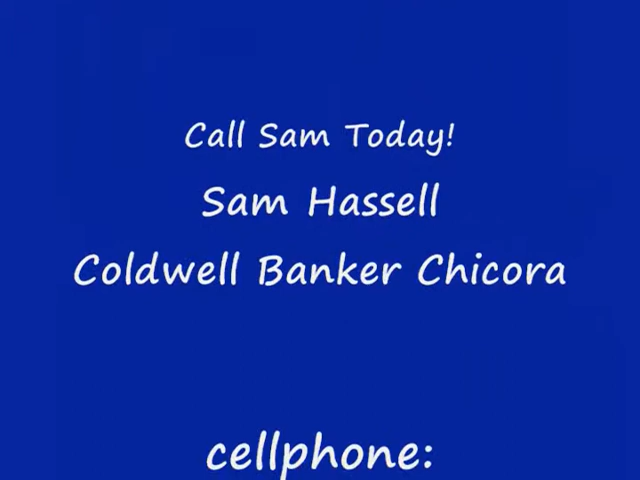 Call Sam Today!
Sam Hassell
Coldwell Banker Chicora
cellphone: